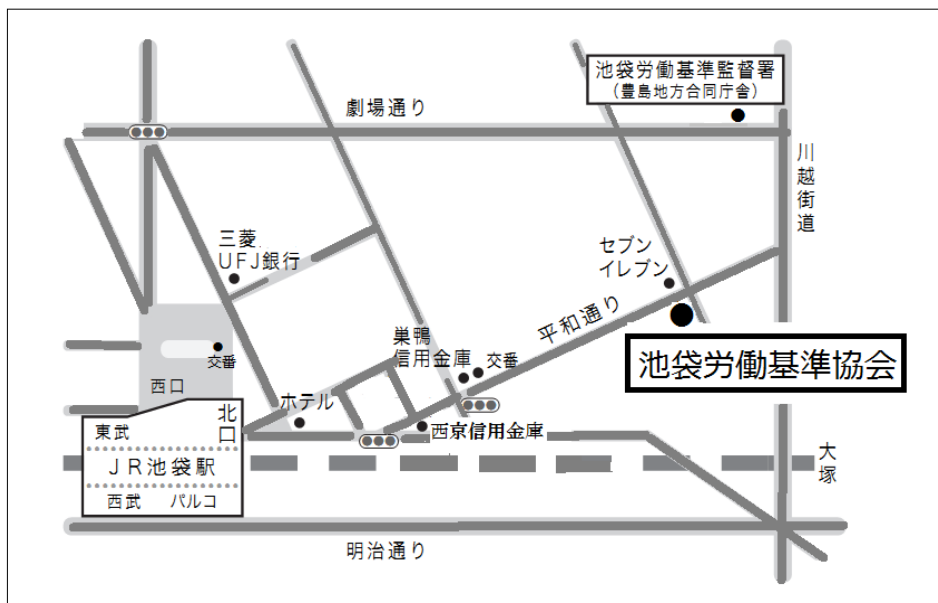 池袋労働基準監督署
（豊島地方合同庁舎）
劇場通り
川越街道
三菱
UFJ銀行
セブン
イレブン
平和通り
巣鴨
信用金庫
交番
交番
池袋労働基準協会
西口
ホテル
北口
西京信用金庫
東武
JR池袋駅
西武 パルコ
大塚
明治通り